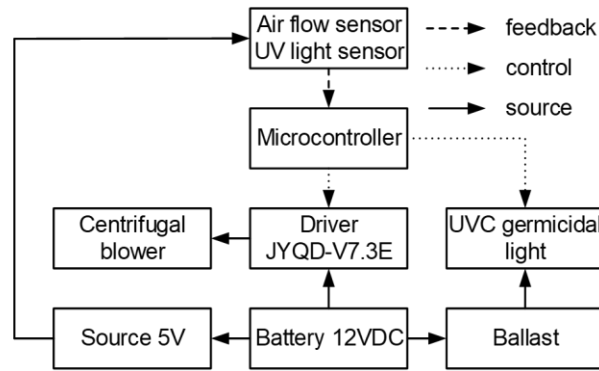 Air flow sensor
UV light sensor
feedback
control
source
Microcontroller
Centrifugal
blower
Driver
JYQD-V7.3E
UVC germicidal
light
Source 5V
Battery 12VDC
Ballast